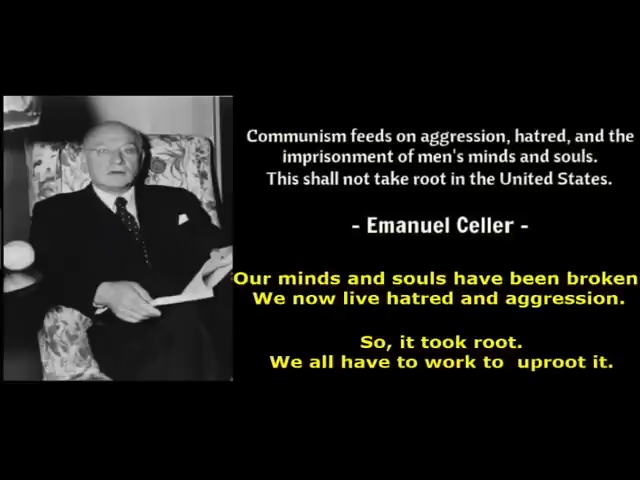 Communism feeds on aggression, hatred, and the
imprisonment of men's minds and souls.
This shall not take root in the United States.
- Emanuel Celler -
Our minds and souls have been broken
We now live hatred and aggression.
So, it took root.
We all have to work to  uproot it.